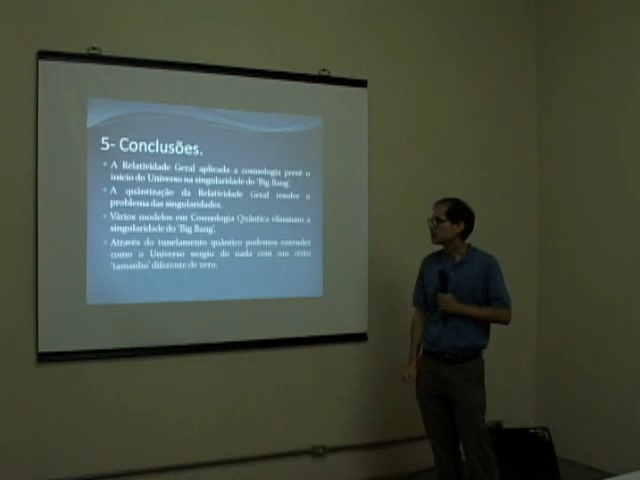 5- Conclusões.
A Relatividade Geral aplicada a cosmologia prevê o
início do Universo na singularidade do 'Big Bang'.
A quântização da Relatividade Geral resolve o
problema das singularidades.
Vários modelos em Cosmologia Quântica eliminam a
singularidade do 'Big Bang'.
Através do tunelamento quântico podemos entender
como o Universo surgiu do nada com um certo
'tamanho' diferente de zero.